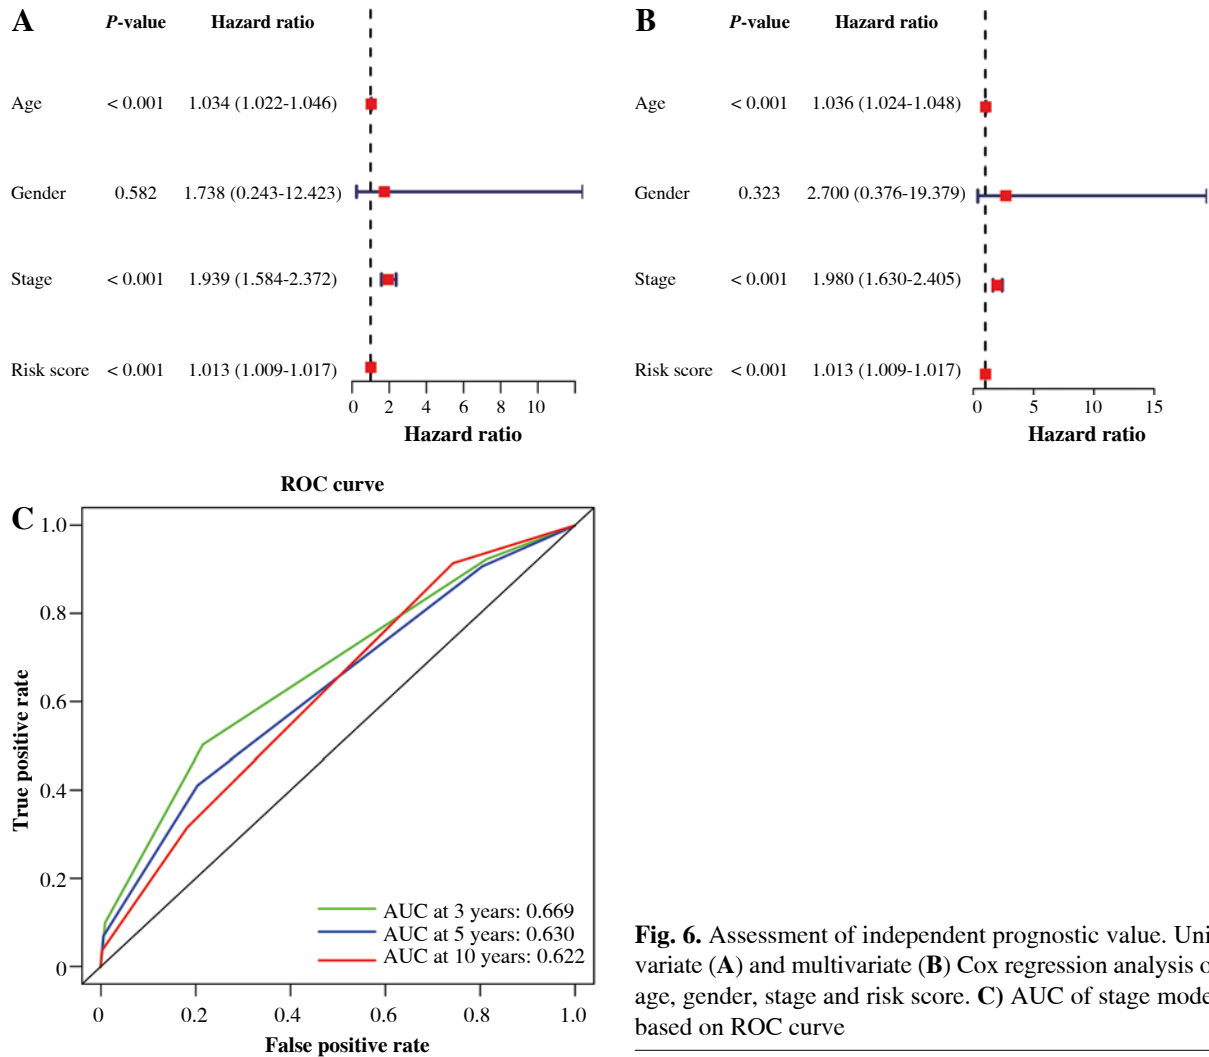 A
P-value Hazard ratio
Age < 0.001 1.034 (1.022-1.046)
Gender 0.582 1.738 (0.243-12.423)
Stage < 0.001 1.939 (1.584-2.372)
Risk score < 0.001 1.013 (1.009-1.017)
0 2 4 6 8 10
Hazard ratio
B
P-value Hazard ratio
Age < 0.001 1.036 (1.024-1.048)
Gender 0.323 2.700 (0.376-19.379)
Stage < 0.001 1.980 (1.630-2.405)
Risk score < 0.001 1.013 (1.009-1.017)
0 5 10 15
Hazard ratio
C
ROC curve
True positive rate
1.0
0.8
0.6
0.4
0.2
0
AUC at 3 years: 0.669
AUC at 5 years: 0.630
AUC at 10 years: 0.622
0 0.2 0.4 0.6 0.8 1.0
False positive rate
Fig. 6. Assessment of independent prognostic value. Uni
variate (A) and multivariate (B) Cox regression analysis o
age, gender, stage and risk score. C) AUC of stage mode
based on ROC curve